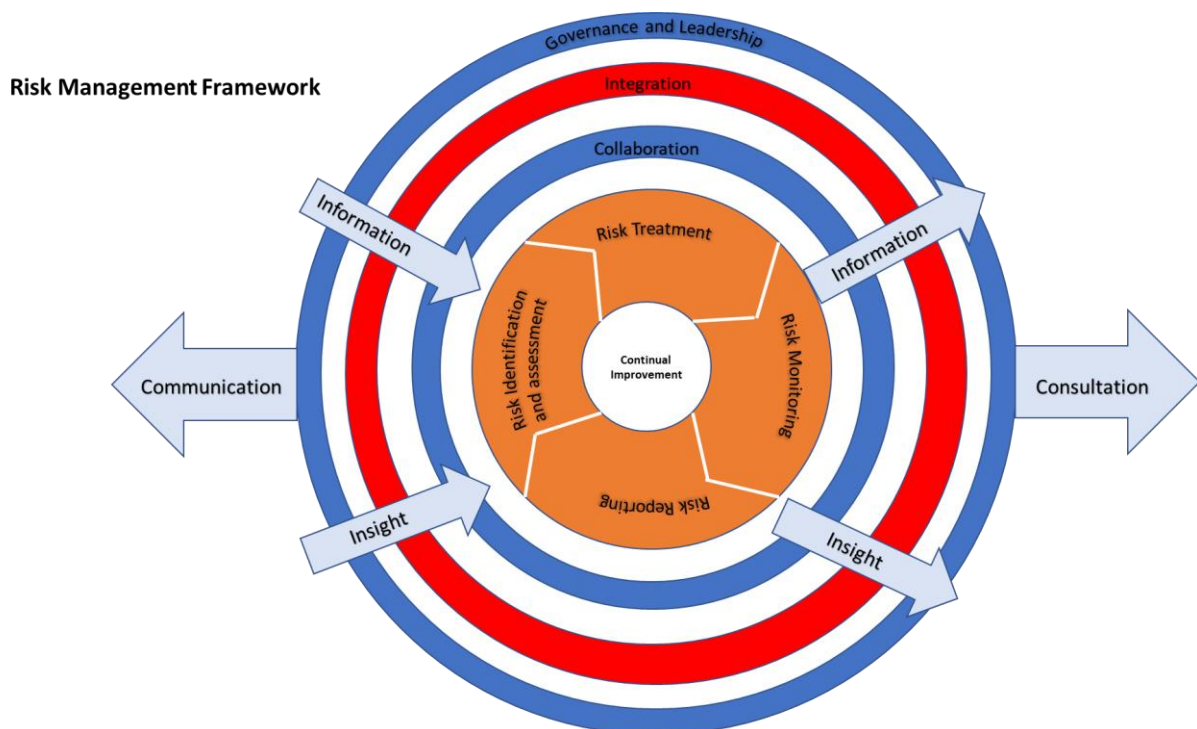 Governance and Leadership
Risk Management Framework
Integration
Collaboration
Information
Risk Treatment
Information
Risk Identification
and assessment
Continual
Improvement
Risk Monitoring
Communication
Consultation
Risk Reporting
Insight
Insight